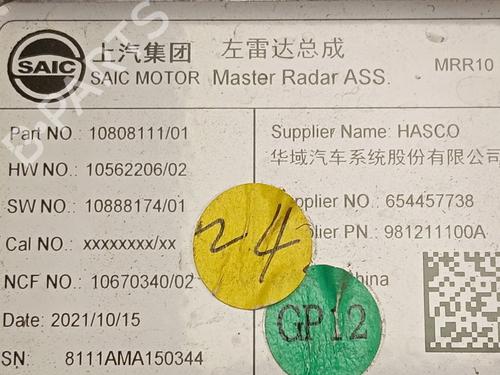 SAIC
上汽集团 左雷达总成
SAIC MOTOR Master Radar ASS. MRR10
Part NO.: 10808111/01
HW NO.: 10562206/02
SW NO.: 10888174/01
Cal NO.: xxxxxxxx/xx
NCF NO.: 10670340/02
Date: 2021/10/15
SN: 8111AMA150344
Supplier Name: HASCO
华域汽车系统股份有限公司
NO.: 654457738
PN.: 981211100A
24
GP12
B-PARTS